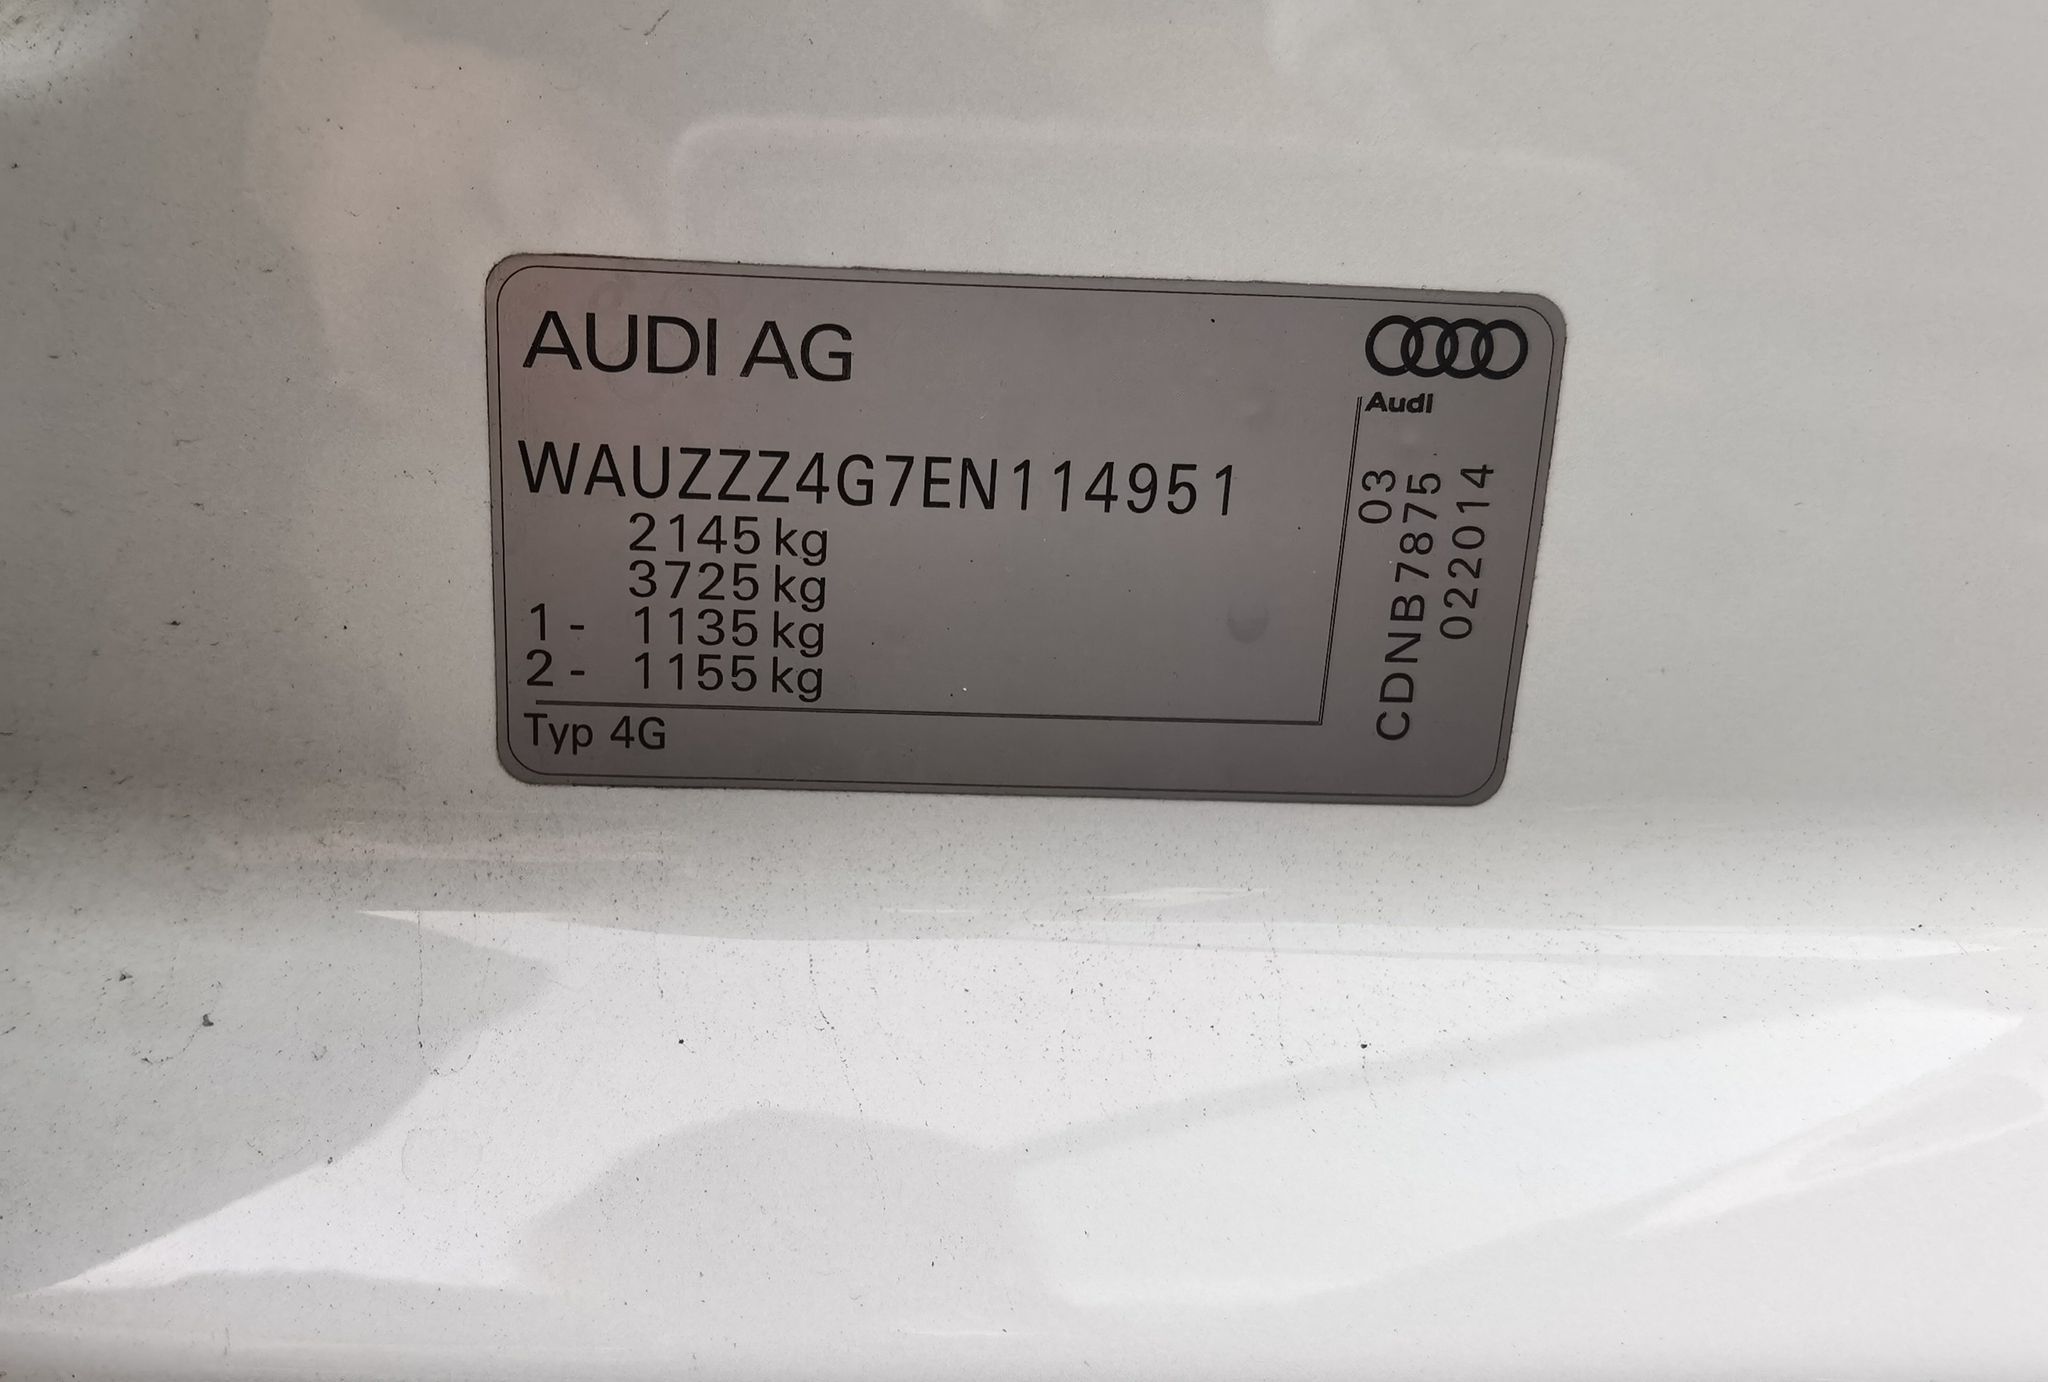 AUDI AG
Audi
WAUZZZ4G7EN114951
2145 kg
3725 kg
1 - 1135 kg
2 - 1155 kg
Typ 4G
03
CDNB7875
022014